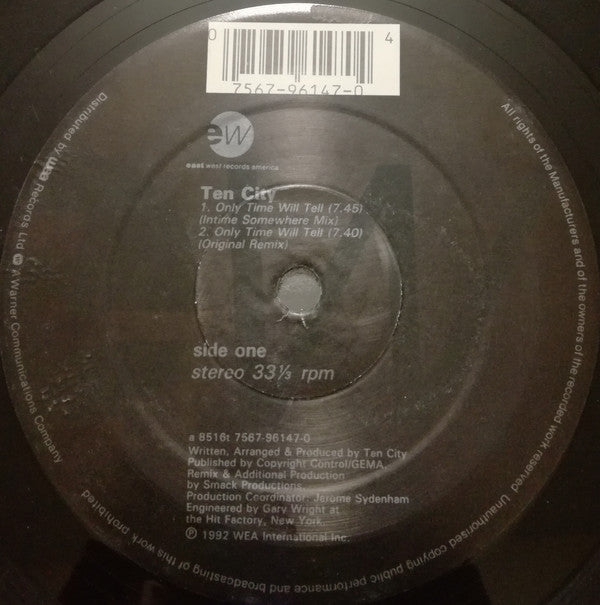 0 4
7567-96147-0
ew
east west records america
Ten City
1. Only Time Will Tell (7.45)
(Intime Somewhere Mix)
2. Only Time Will Tell (7.40)
(Original Remix)
side one
stereo 33⅓ rpm
a 8516t 7567-96147-0
Written, Arranged & Produced by Ten City
Published by Copyright Control/GEMA.
Remix & Additional Production
by Smack Productions.
Production Coordinator: Jerome Sydenham
Engineered by Gary Wright at
the Hit Factory, New York.
℗ 1992 WEA International Inc.
All rights of the Manufacturers and of the owners of the recorded work reserved Unauthorised copying public performance and broadcasting of this work prohibited
Distributed by wea Records Ltd A Warner Communications Company